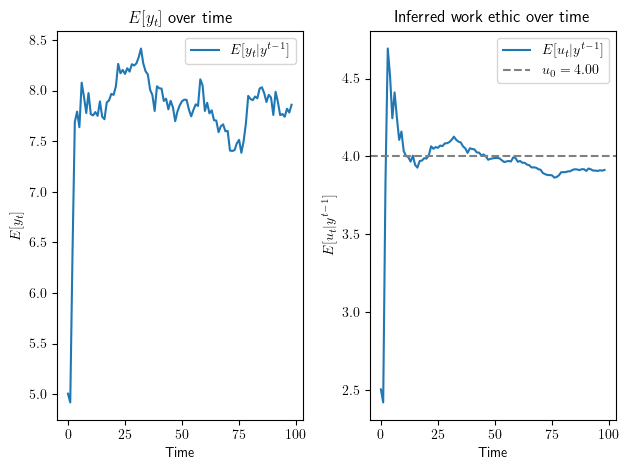 E[y_t] over time
E[y_t]
8.5
8.0
7.5
7.0
6.5
6.0
5.5
5.0
E[y_t|y^{t−1}]
0
25
50
75
100
Time
Inferred work ethic over time
E[u_t|y^{t−1}]
4.5
4.0
3.5
3.0
2.5
E[u_t|y^{t−1}]
u_0 = 4.00
0
25
50
75
100
Time